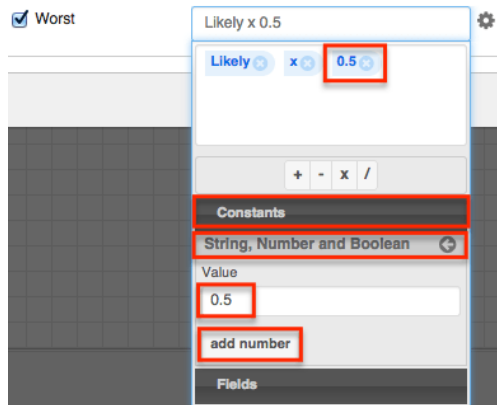 Worst
Likely x 0.5
Likely x 0.5
+ - x /
Constants
String, Number and Boolean
Value
0.5
add number
Fields